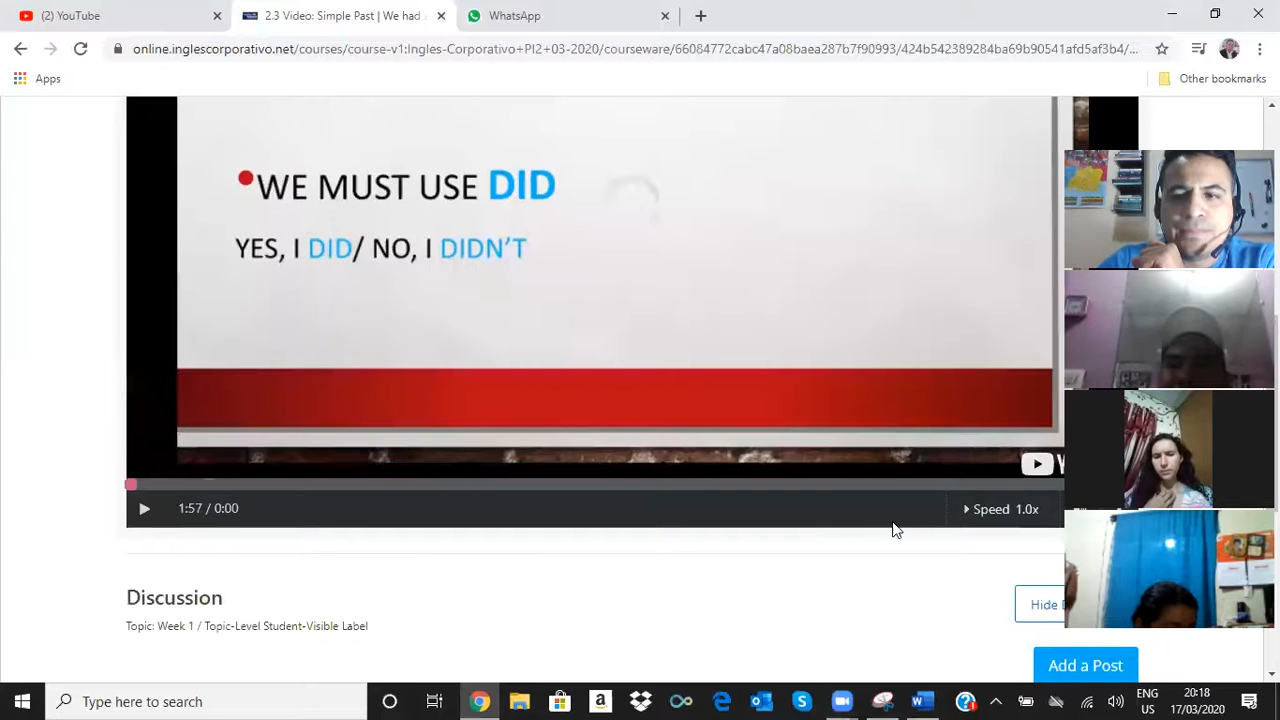 (2) YouTube
2.3 Video: Simple Past | We had
WhatsApp
online.inglescorporativo.net/courses/course-v1:Ingles-Corporativo+PI2+03-2020/courseware/66084772cabc47a08baea287b7f90993/424b542389284ba69b90541afd5af3b4/...
Apps
Other bookmarks
WE MUST USE DID
YES, I DID/ NO, I DIDN'T
1:57 / 0:00
Speed 1.0x
Discussion
Topic: Week 1 / Topic-Level Student-Visible Label
Hide
Add a Post
Type here to search
ENG
US
20:18
17/03/2020